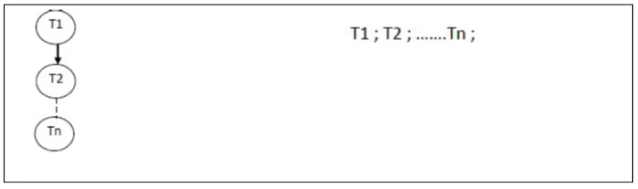 T1
T1 ; T2 ; .......Tn ;
T2
Tn